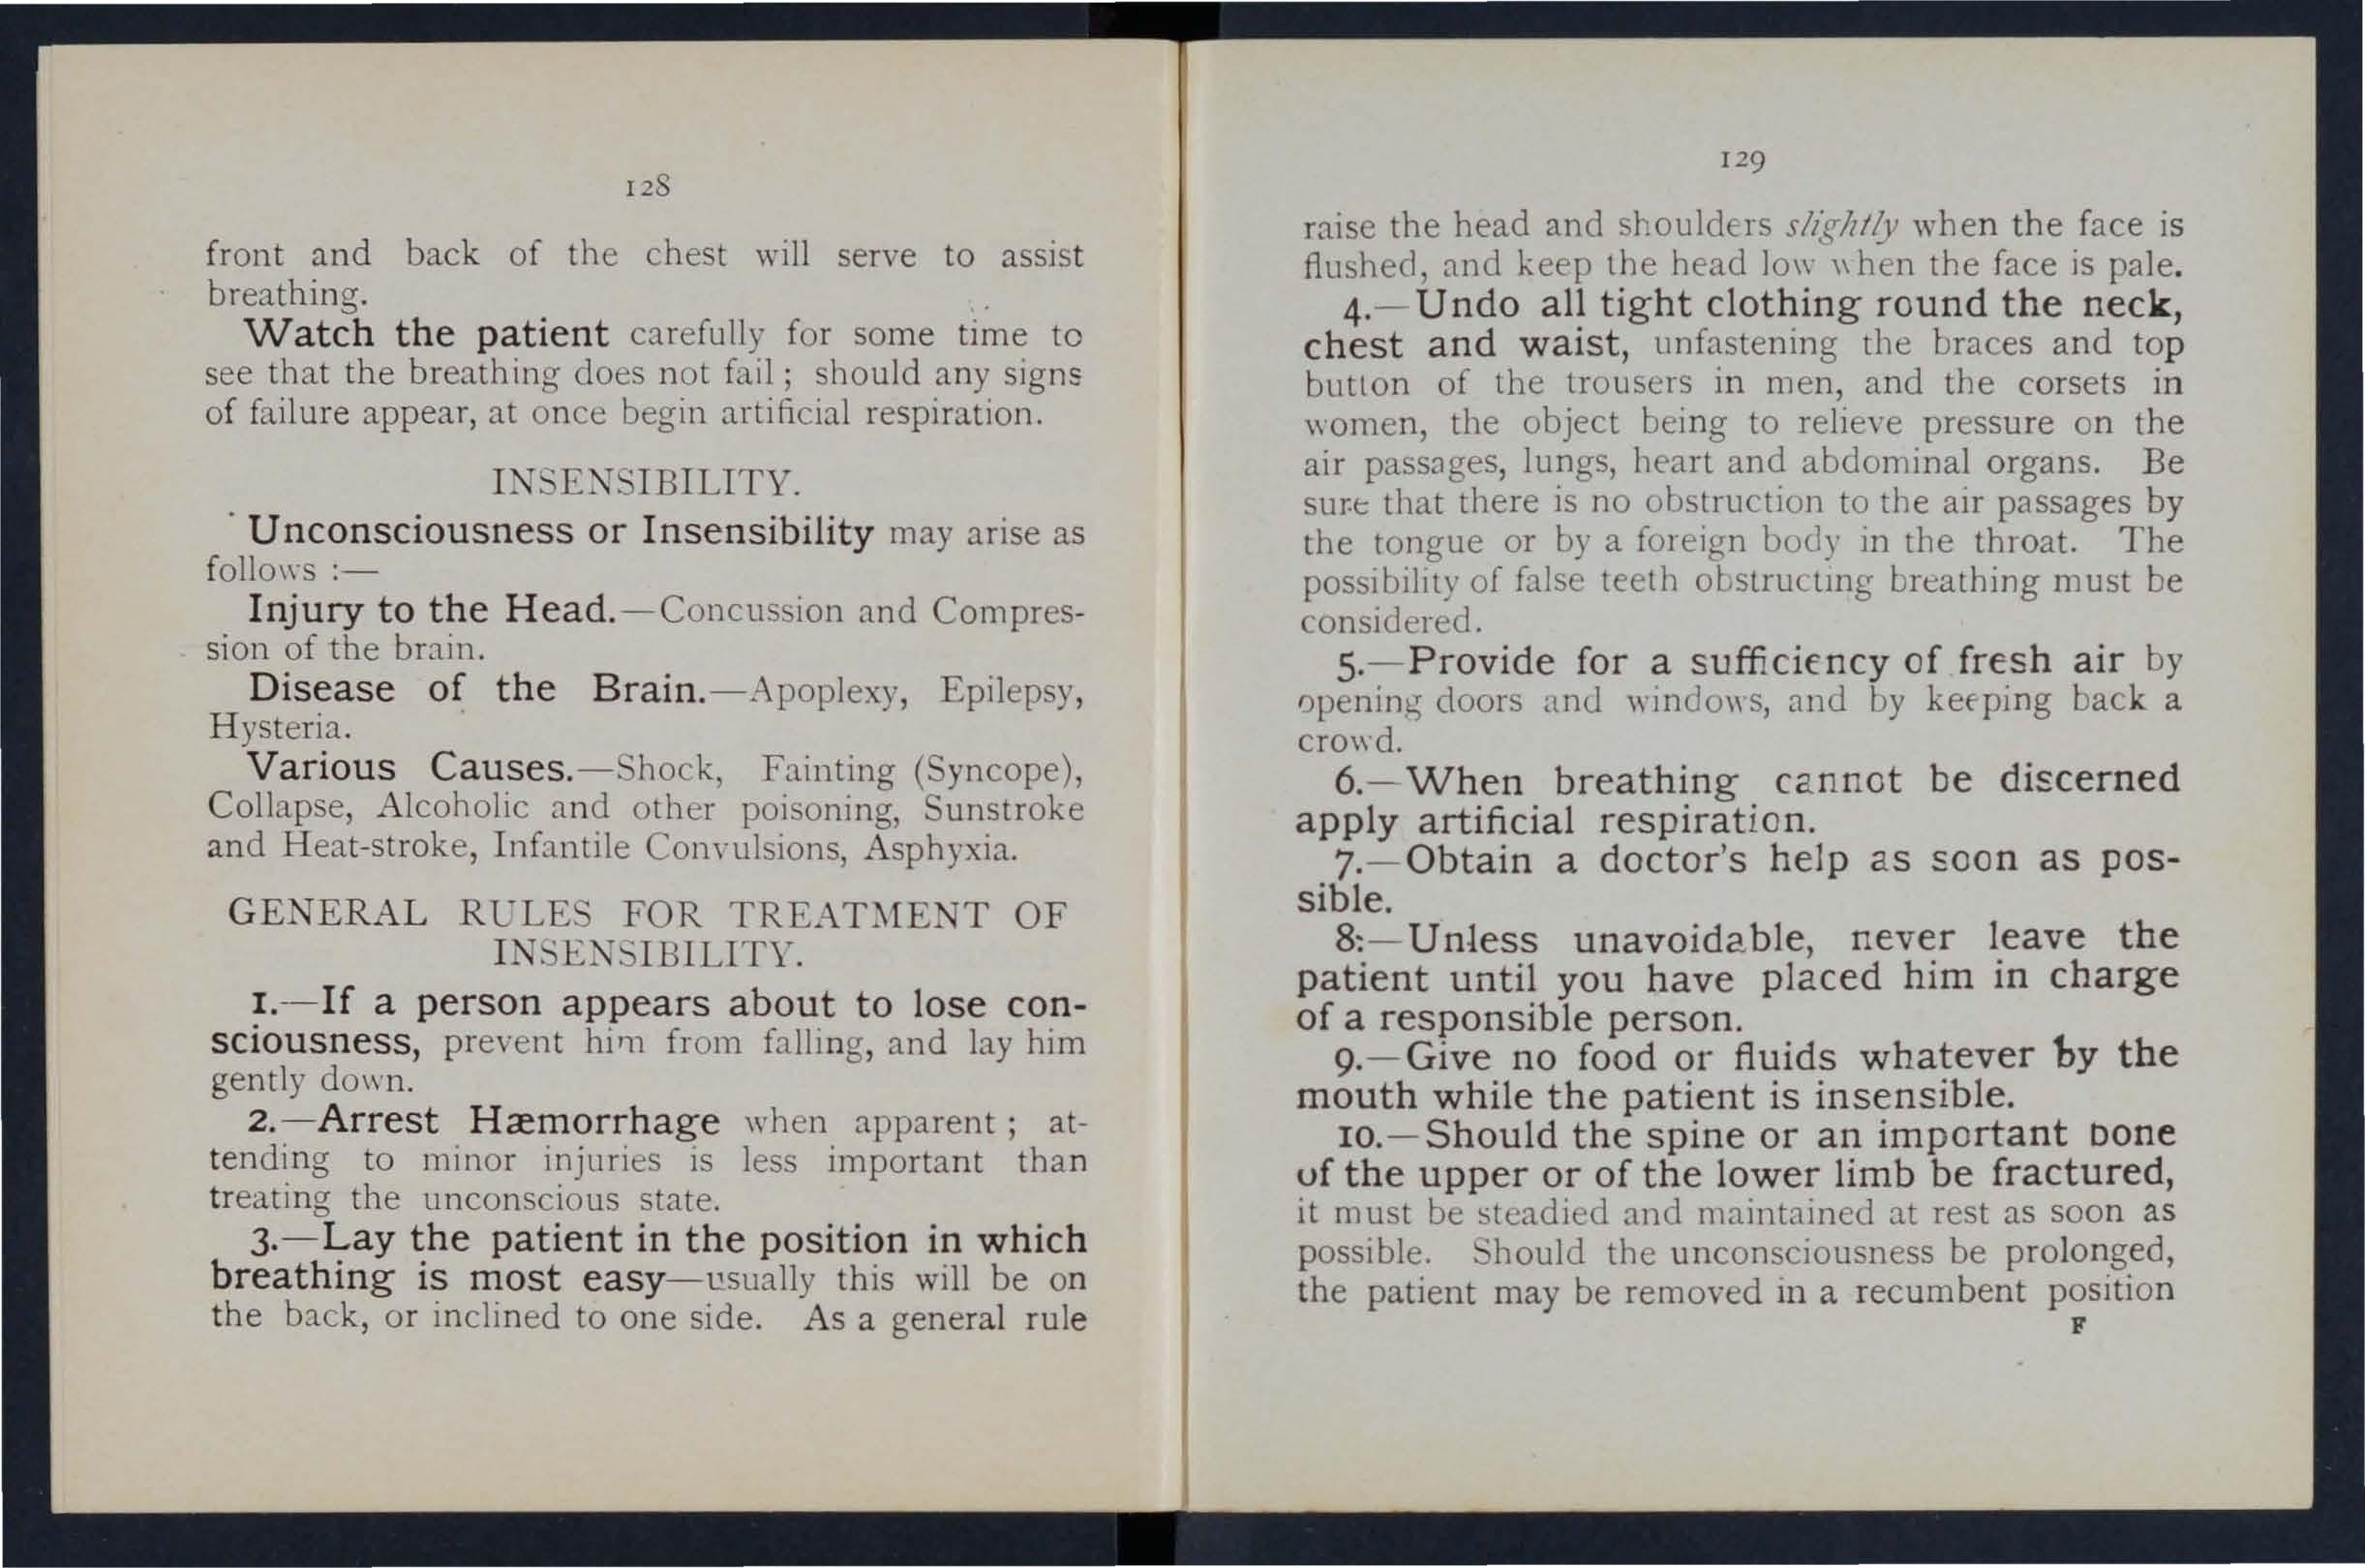 128
front and back of the chest will serve to assist
breathing.
Watch the patient carefully for some time to
see that the breathing does not fail ; should any signs
of failure appear, at once begin artificial respiration.
INSENSIBILITY.
Unconsciousness or Insensibility may arise as
follows :—
Injury to the Head.—Concussion and Compres-
sion of the brain.
Disease of the Brain.—Apoplexy, Epilepsy,
Hysteria.
Various Causes.—Shock, Fainting (Syncope),
Collapse, Alcoholic and other poisoning, Sunstroke
and Heat-stroke, Infantile Convulsions, Asphyxia.
GENERAL RULES FOR TREATMENT OF
INSENSIBILITY.
1.—If a person appears about to lose con-
sciousness, prevent him from falling, and lay him
gently down.
2.—Arrest Hæmorrhage when apparent ; at-
tending to minor injuries is less important than
treating the unconscious state.
3.—Lay the patient in the position in which
breathing is most easy—usually this will be on
the back, or inclined to one side. As a general rule
129
raise the head and shoulders slightly when the face is
flushed, and keep the head low when the face is pale.
4.—Undo all tight clothing round the neck,
chest and waist, unfastening the braces and top
button of the trousers in men, and the corsets in
women, the object being to relieve pressure on the
air passages, lungs, heart and abdominal organs. Be
sure that there is no obstruction to the air passages by
the tongue or by a foreign body in the throat. The
possibility of false teeth obstructing breathing must be
considered.
5.—Provide for a sufficiency of fresh air by
opening doors and windows, and by keeping back a
crowd.
6.—When breathing cannot be discerned
apply artificial respiration.
7.—Obtain a doctor's help as soon as pos-
sible.
8.—Unless unavoidable, never leave the
patient until you have placed him in charge
of a responsible person.
9.—Give no food or fluids whatever by the
mouth while the patient is insensible.
10.—Should the spine or an important bone
of the upper or of the lower limb be fractured,
it must be steadied and maintained at rest as soon as
possible. Should the unconsciousness be prolonged,
the patient may be removed in a recumbent position
F